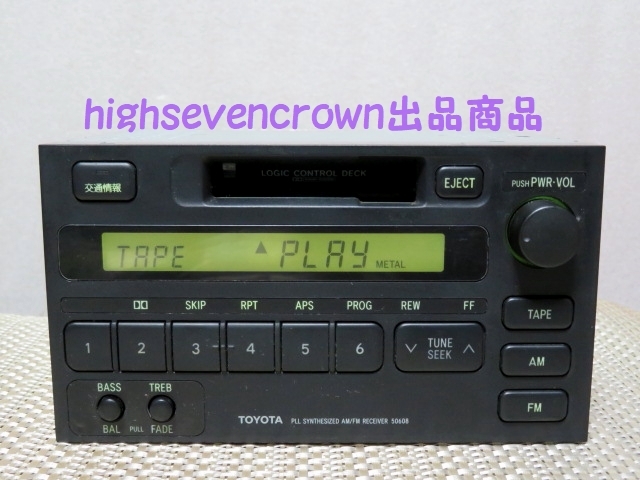 highsevencrown出品商品
LOGIC CONTROL DECK
交通情報
EJECT
PUSH PWR·VOL
TAPE ▲ PLAY METAL
SKIP RPT APS PROG REW FF
TAPE
1 2 3 4 5 6 TUNE SEEK
AM
BASS TREB
FM
BAL PULL FADE
TOYOTA PLL SYNTHESIZED AM/FM RECEIVER 50608